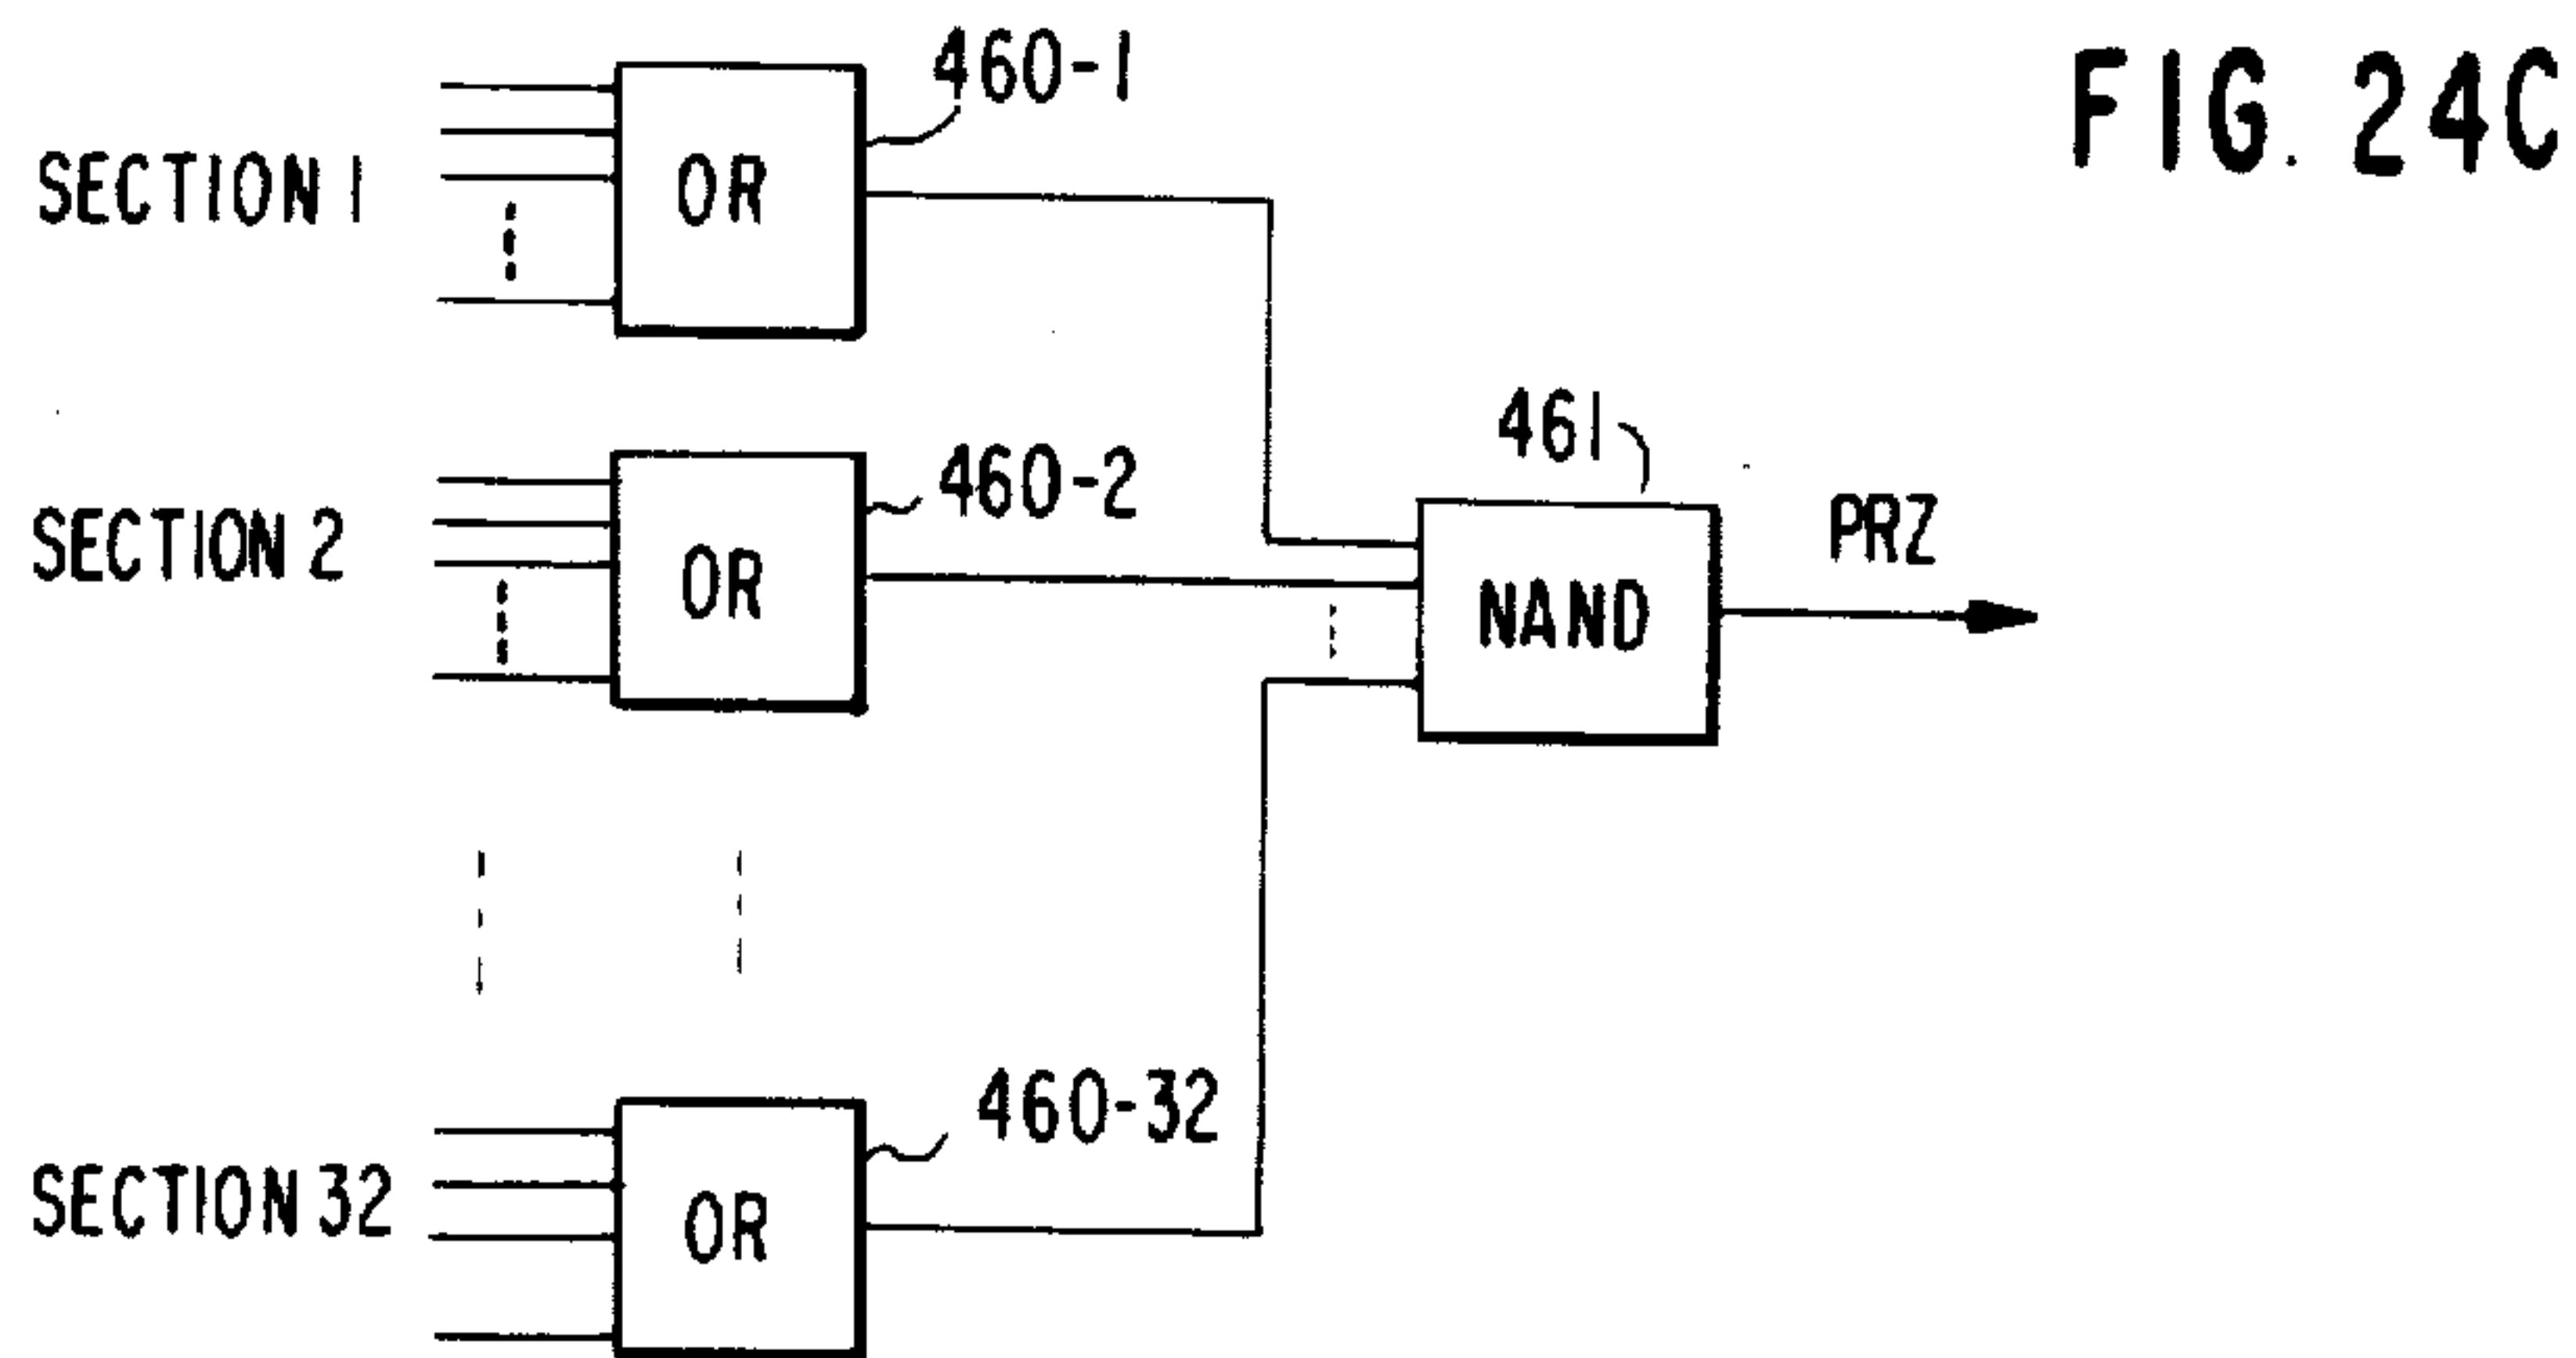 FIG. 24C
460-1
SECTION 1
OR
461
460-2
SECTION 2
OR
NAND
PRZ
460-32
SECTION 32
OR